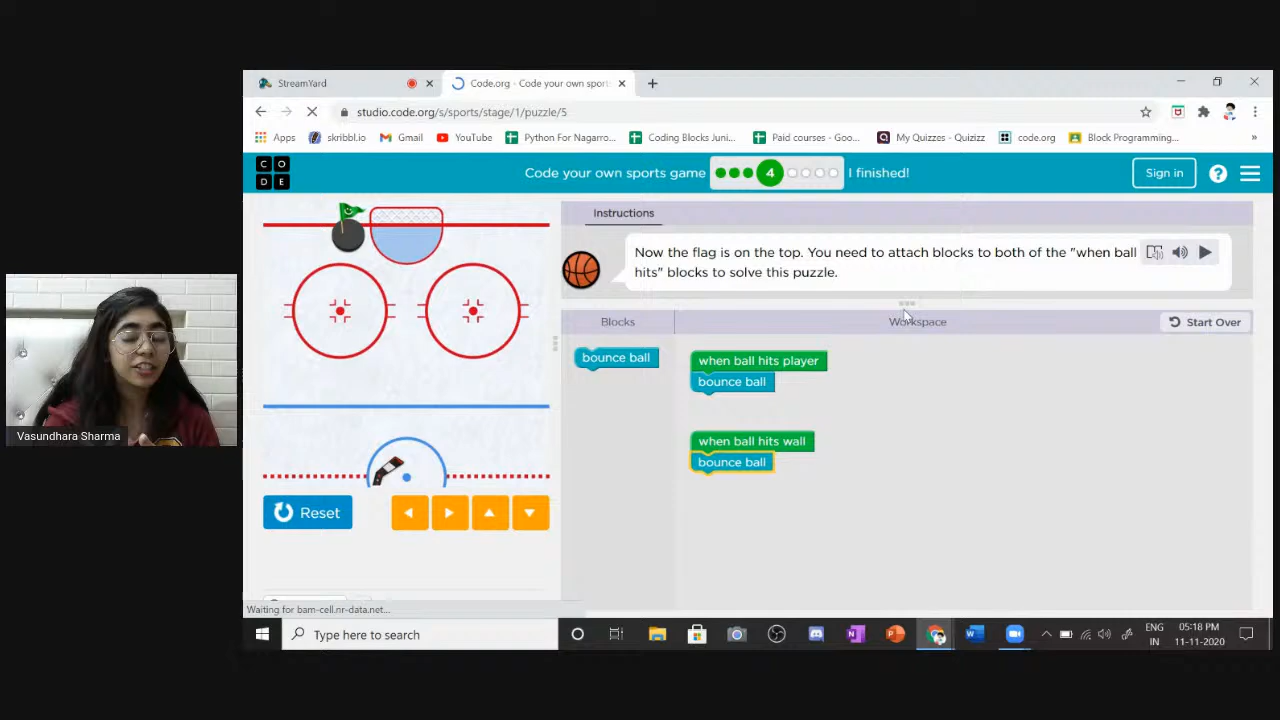 StreamYard
Code.org - Code your own sport
studio.code.org/s/sports/stage/1/puzzle/5
Apps
skribbl.io
Gmail
YouTube
Python For Nagarro...
Coding Blocks Juni...
Paid courses - Goo...
My Quizzes - Quizizz
code.org
Block Programming...
»
C O
D E
Code your own sports game
4
I finished!
Sign in
?
Instructions
Now the flag is on the top. You need to attach blocks to both of the "when ball
hits" blocks to solve this puzzle.
Blocks
Workspace
Start Over
bounce ball
when ball hits player
bounce ball
when ball hits wall
bounce ball
Reset
Vasundhara Sharma
Waiting for bam-cell.nr-data.net...
Type here to search
ENG
IN
05:18 PM
11-11-2020